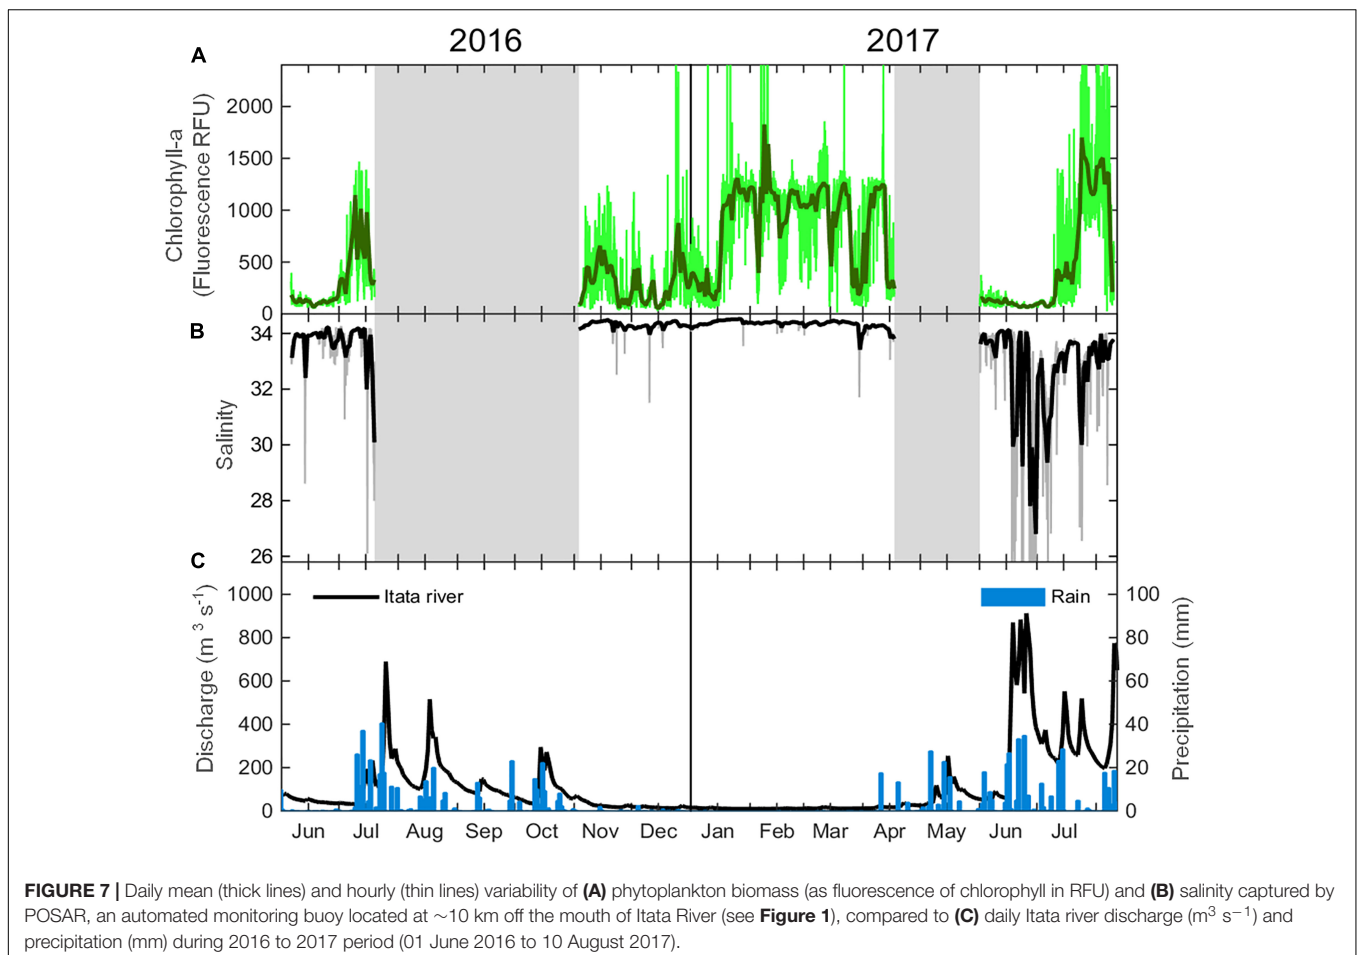 2016 2017
A
Chlorophyll-a
(Fluorescence RFU)
2000
1500
1000
500
0
B
Salinity
34
32
30
28
26
C
Discharge (m³ s⁻¹)
1000
800
600
400
200
0
Itata river
Rain
100
80
60
40
20
0
Precipitation (mm)
Jun Jul Aug Sep Oct Nov Dec Jan Feb Mar Apr May Jun Jul
FIGURE 7 | Daily mean (thick lines) and hourly (thin lines) variability of (A) phytoplankton biomass (as fluorescence of chlorophyll in RFU) and (B) salinity captured by
POSAR, an automated monitoring buoy located at ∼10 km off the mouth of Itata River (see Figure 1), compared to (C) daily Itata river discharge (m³ s⁻¹) and
precipitation (mm) during 2016 to 2017 period (01 June 2016 to 10 August 2017).